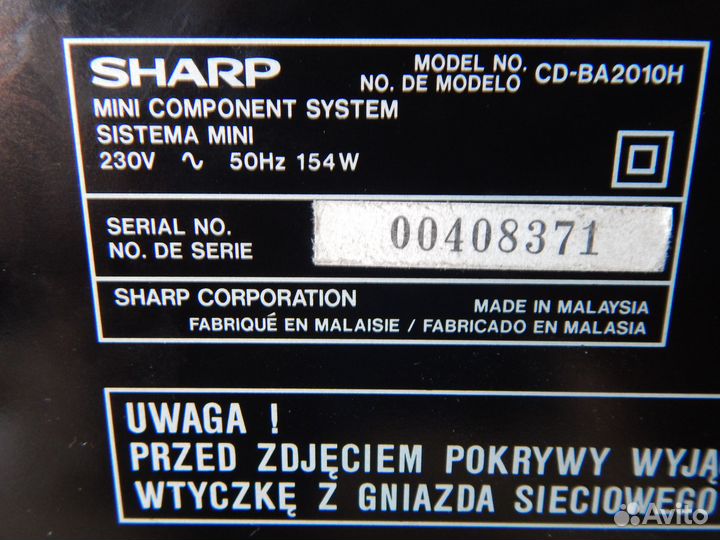 SHARP
MODEL NO.
NO. DE MODELO
CD-BA2010H
MINI COMPONENT SYSTEM
SISTEMA MINI
230V ∿ 50Hz 154W
SERIAL NO.
NO. DE SERIE
00408371
SHARP CORPORATION
MADE IN MALAYSIA
FABRIQUÉ EN MALAISIE / FABRICADO EN MALASIA
UWAGA !
PRZED ZDJĘCIEM POKRYWY WYJĄ
WTYCZKĘ Z GNIAZDA SIECIOWEGO
Avito